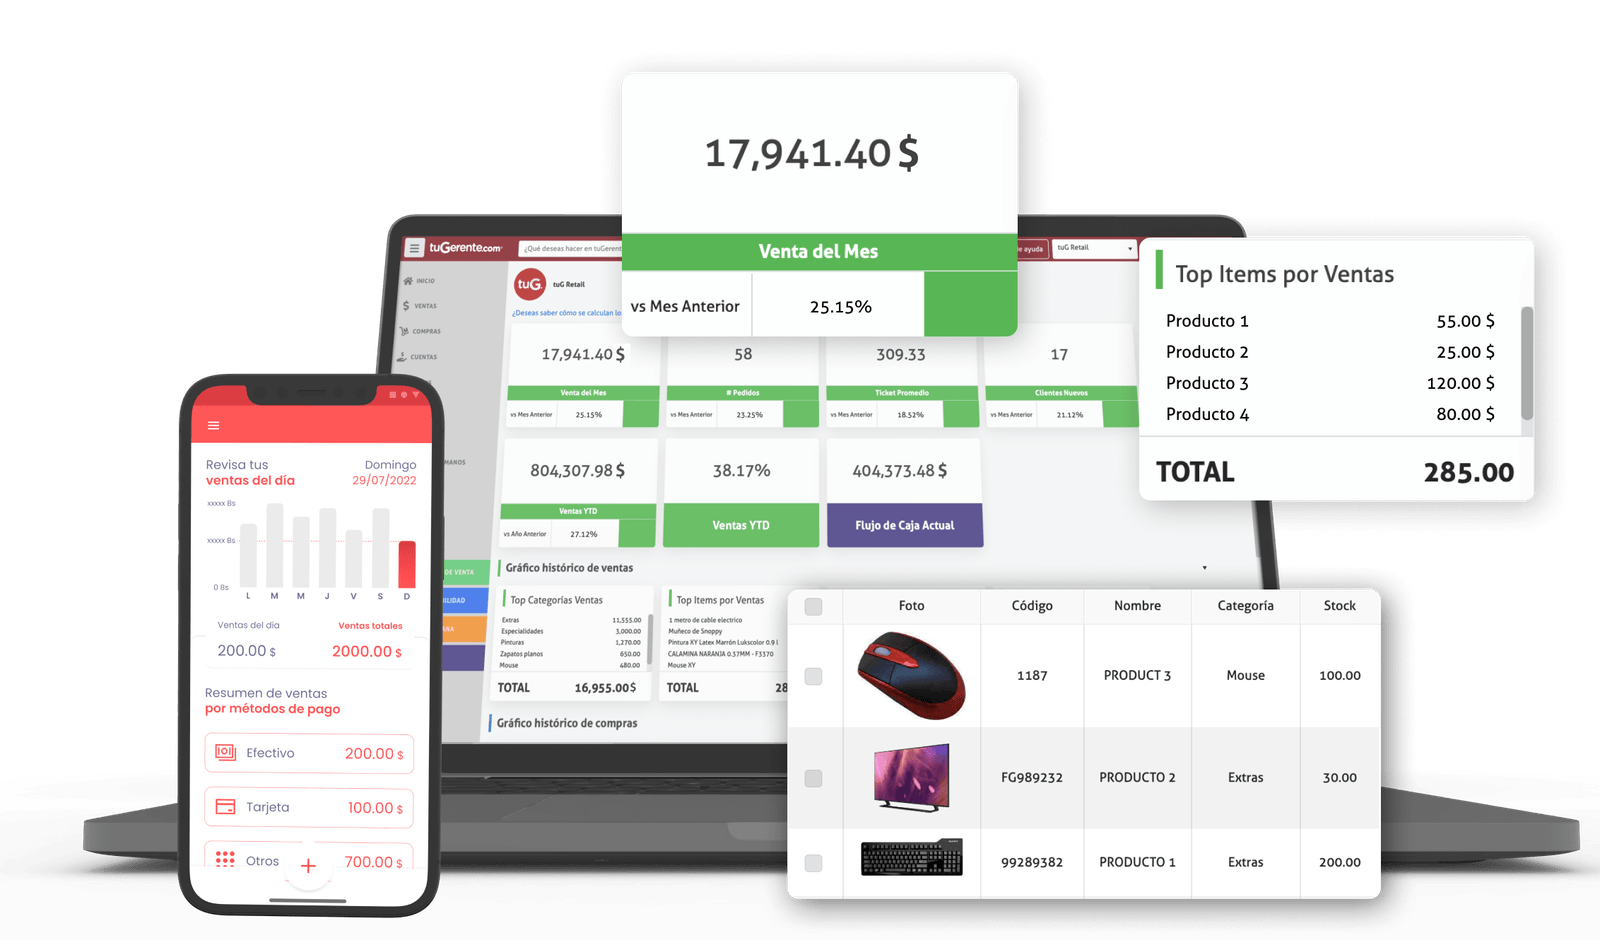 17,941.40 $
Venta del Mes
vs Mes Anterior 25.15%
tuGerente.com
¿Qué deseas hacer en tuGerente
e ayuda
tuG Retail
INICIO
VENTAS
COMPRAS
CUENTAS
MANOS
DE VENTA
ILIDAD
ANA
tuG.
tuG Retail
¿Deseas saber cómo se calculan lo
17,941.40 $
Venta del Mes
vs Mes Anterior 25.15%
58
# Pedidos
vs Mes Anterior 23.25%
309.33
Ticket Promedio
vs Mes Anterior 18.52%
17
Clientes Nuevos
vs Mes Anterior 21.12%
804,307.98 $
Ventas YTD
vs Año Anterior 27.12%
38.17%
Ventas YTD
404,373.48 $
Flujo de Caja Actual
Gráfico histórico de ventas
Top Categorías Ventas
Extras 11,555.00
Especialidades 3,000.00
Pinturas 1,270.00
Zapatos planos 650.00
Mouse 480.00
TOTAL 16,955.00$
Top Items por Ventas
1 metro de cable electrico
Muñeco de Snoppy
Pintura XY Latex Marrón Lukscolor 0.9 l
CALAMINA NARANJA 0.37MM - F3370
Mouse XY
TOTAL 28
Gráfico histórico de compras
Top Items por Ventas
Producto 1 55.00 $
Producto 2 25.00 $
Producto 3 120.00 $
Producto 4 80.00 $
TOTAL 285.00
Revisa tus
ventas del día
Domingo
29/07/2022
xxxxx Bs
xxxxx Bs
0 Bs
L M M J V S D
Ventas del dia Ventas totales
200.00 $ 2000.00 $
Resumen de ventas
por métodos de pago
Efectivo 200.00 $
Tarjeta 100.00 $
Otros 700.00 $
+
Foto Código Nombre Categoría Stock
1187 PRODUCT 3 Mouse 100.00
FG989232 PRODUCTO 2 Extras 30.00
99289382 PRODUCTO 1 Extras 200.00